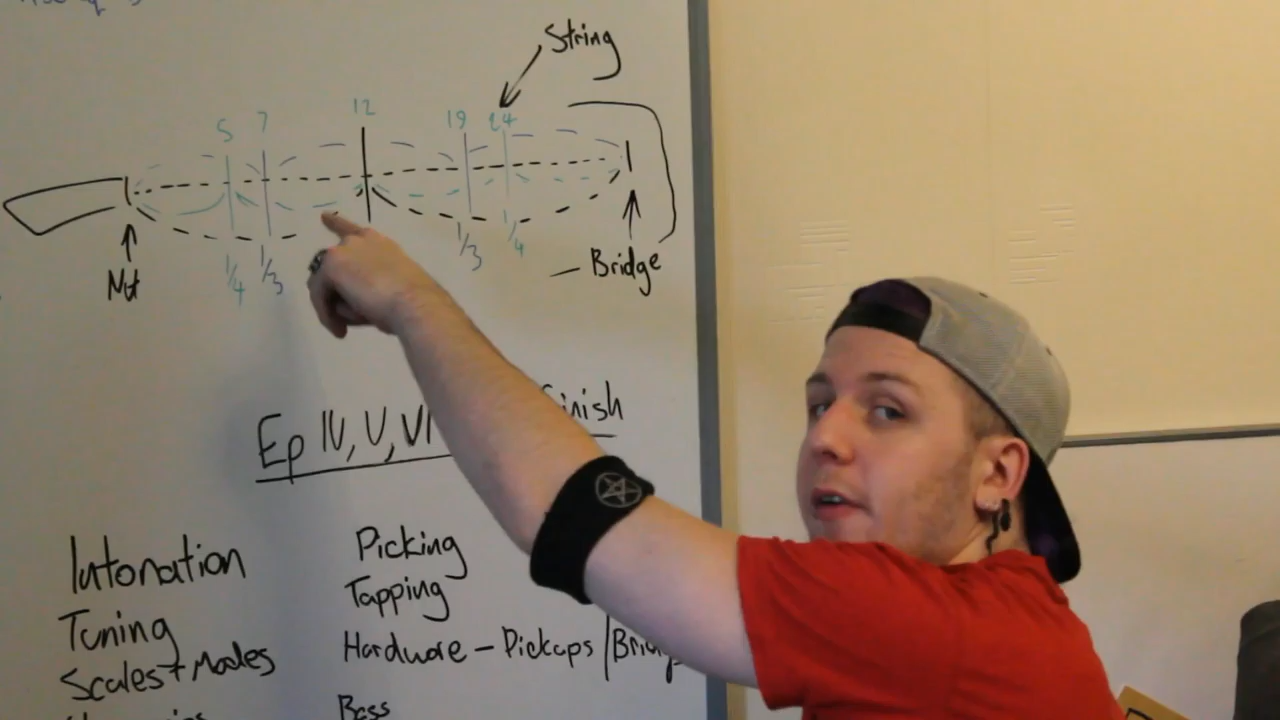 String
5 7 12 19 24
1/4 1/3 1/3 1/4
Nut
– Bridge
Ep IV, V, VI
Finish
Intonation
Picking
Tuning
Tapping
Scales + Modes
Hardware – Pickups /
Bass